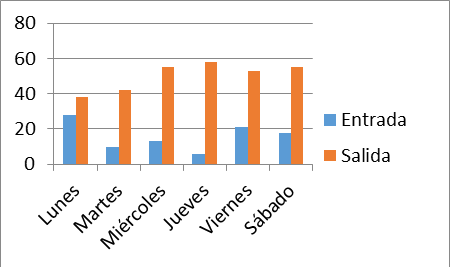 80
60
40
20
0
Lunes
Martes
Miércoles
Jueves
Viernes
Sábado
Entrada
Salida